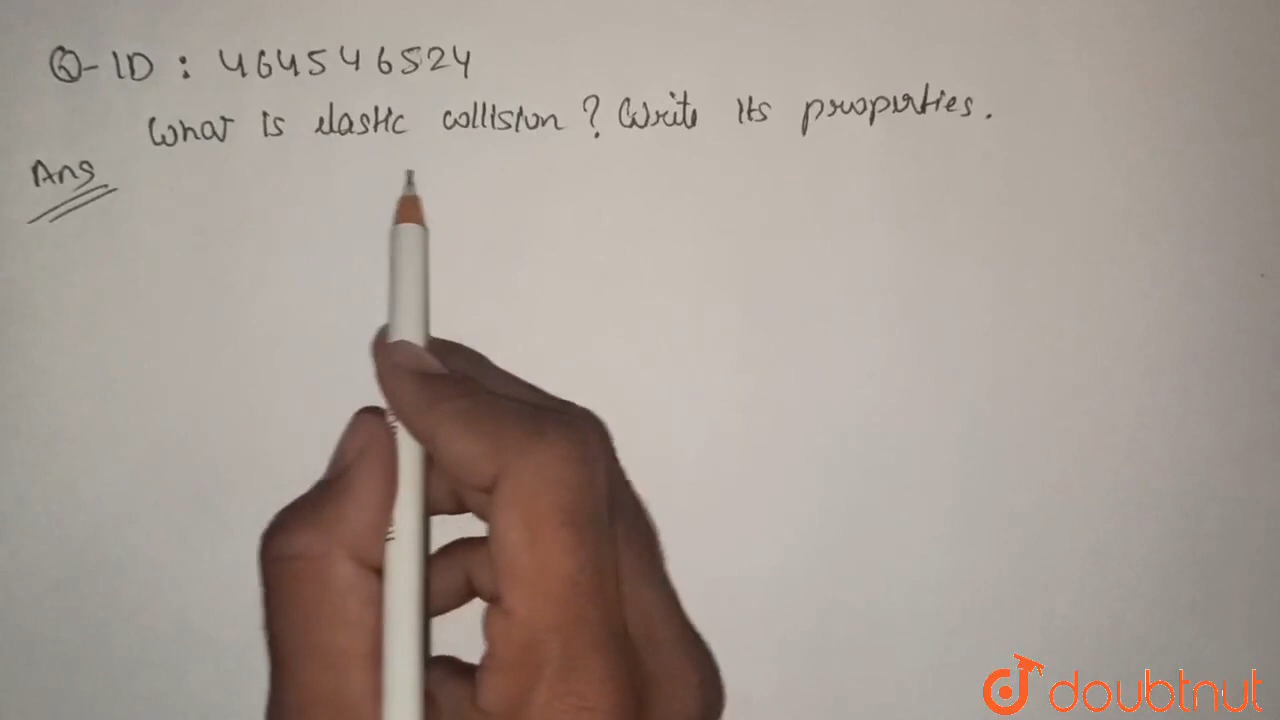 Q-ID : 464546524
What is elastic collision ? Write its properties.
Ans
doubtnut